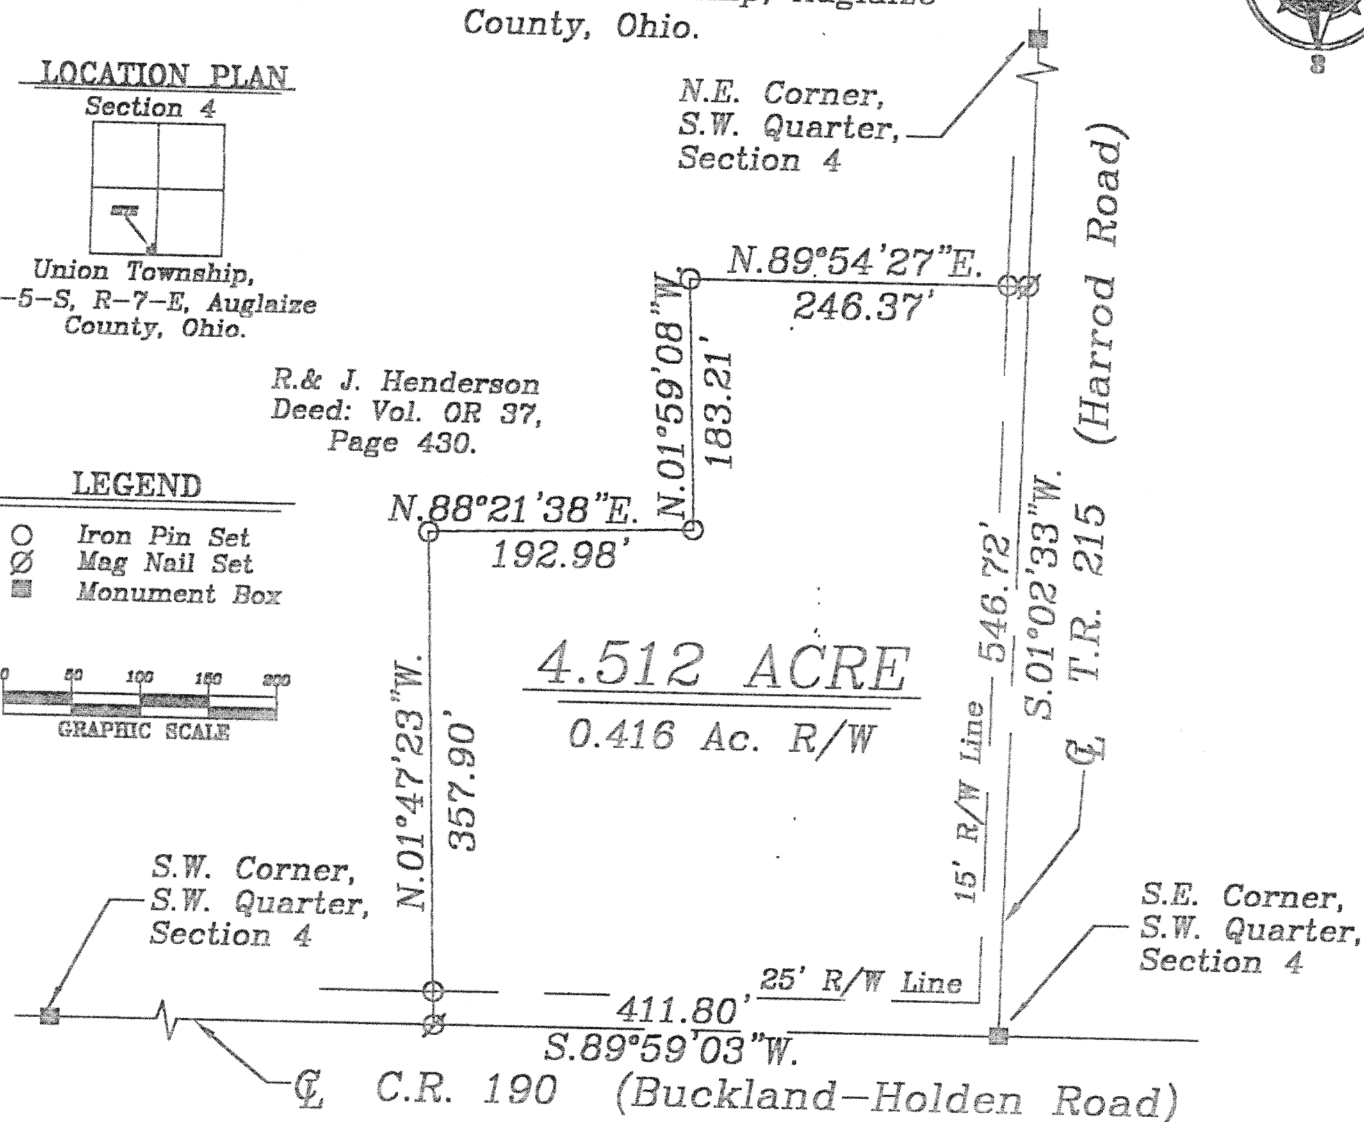 Auglaize
County, Ohio.
S
LOCATION PLAN
Section 4
Union Township,
-5-S, R-7-E, Auglaize
County, Ohio.
N.E. Corner,
S.W. Quarter,
Section 4
N.89°54'27"E.
246.37'
N.01°59'08"W.
183.21'
R.& J. Henderson
Deed: Vol. OR 37,
Page 430.
LEGEND
Iron Pin Set
Mag Nail Set
Monument Box
N.88°21'38"E.
192.98'
0 50 100 150 200
GRAPHIC SCALE
4.512 ACRE
0.416 Ac. R/W
N.01°47'23"W.
357.90'
15' R/W Line
546.72'
S.01°02'33"W.
℄ T.R. 215 (Harrod Road)
S.W. Corner,
S.W. Quarter,
Section 4
S.E. Corner,
S.W. Quarter,
Section 4
25' R/W Line
411.80'
S.89°59'03"W.
℄ C.R. 190 (Buckland-Holden Road)